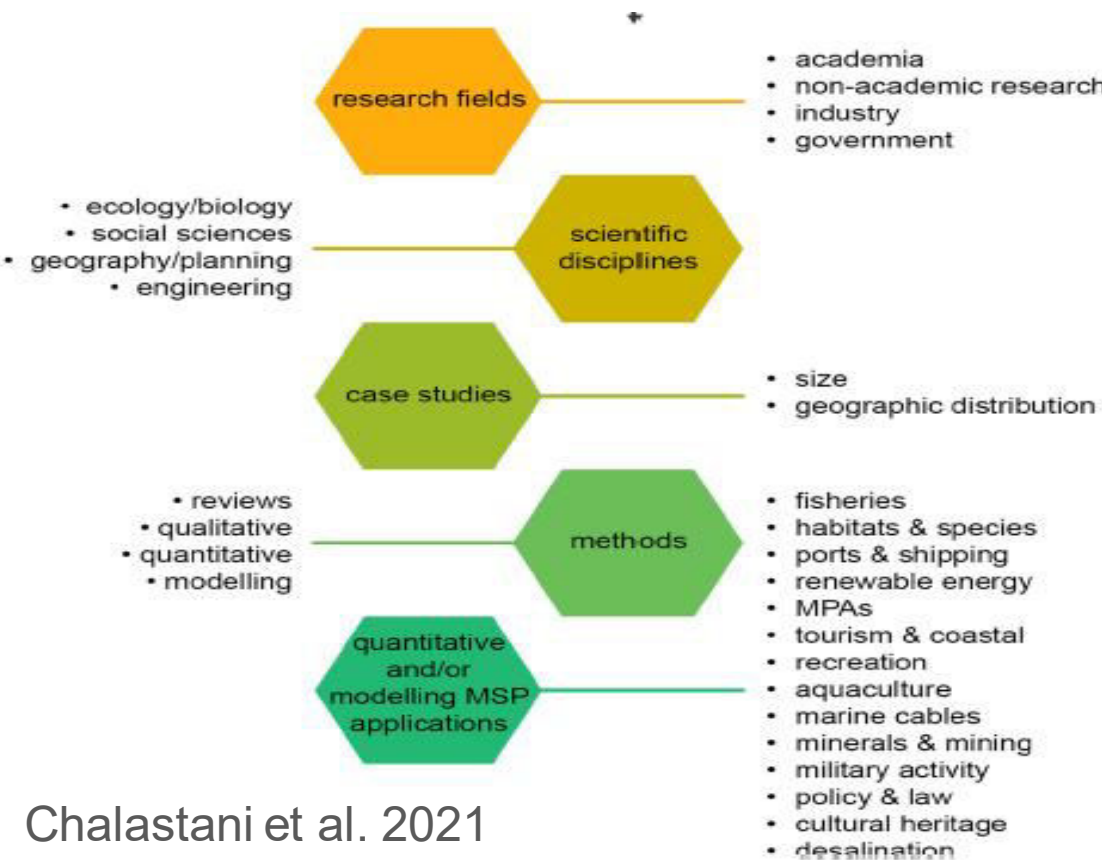 research fields
• academia
• non-academic research
• industry
• government
• ecology/biology
• social sciences
• geography/planning
• engineering
scientific
disciplines
case studies
• size
• geographic distribution
• reviews
• qualitative
• quantitative
• modelling
methods
quantitative
and/or
modelling MSP
applications
• fisheries
• habitats & species
• ports & shipping
• renewable energy
• MPAs
• tourism & coastal
• recreation
• aquaculture
• marine cables
• minerals & mining
• military activity
• policy & law
• cultural heritage
• desalination
Chalastani et al. 2021